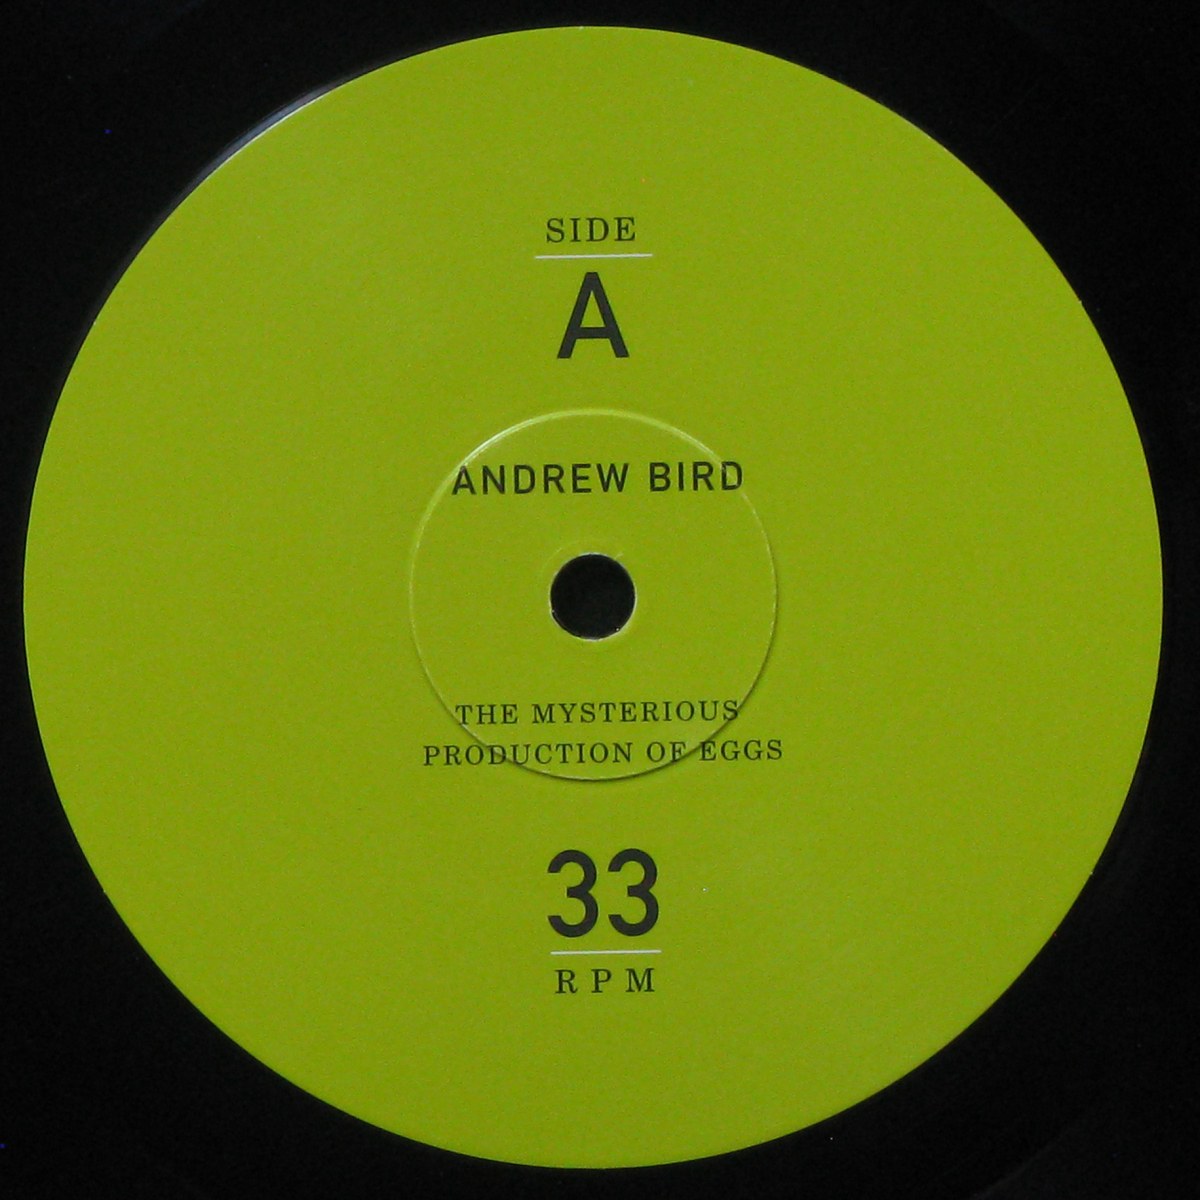 SIDE
A
ANDREW BIRD
THE MYSTERIOUS
PRODUCTION OF EGGS
33
RPM